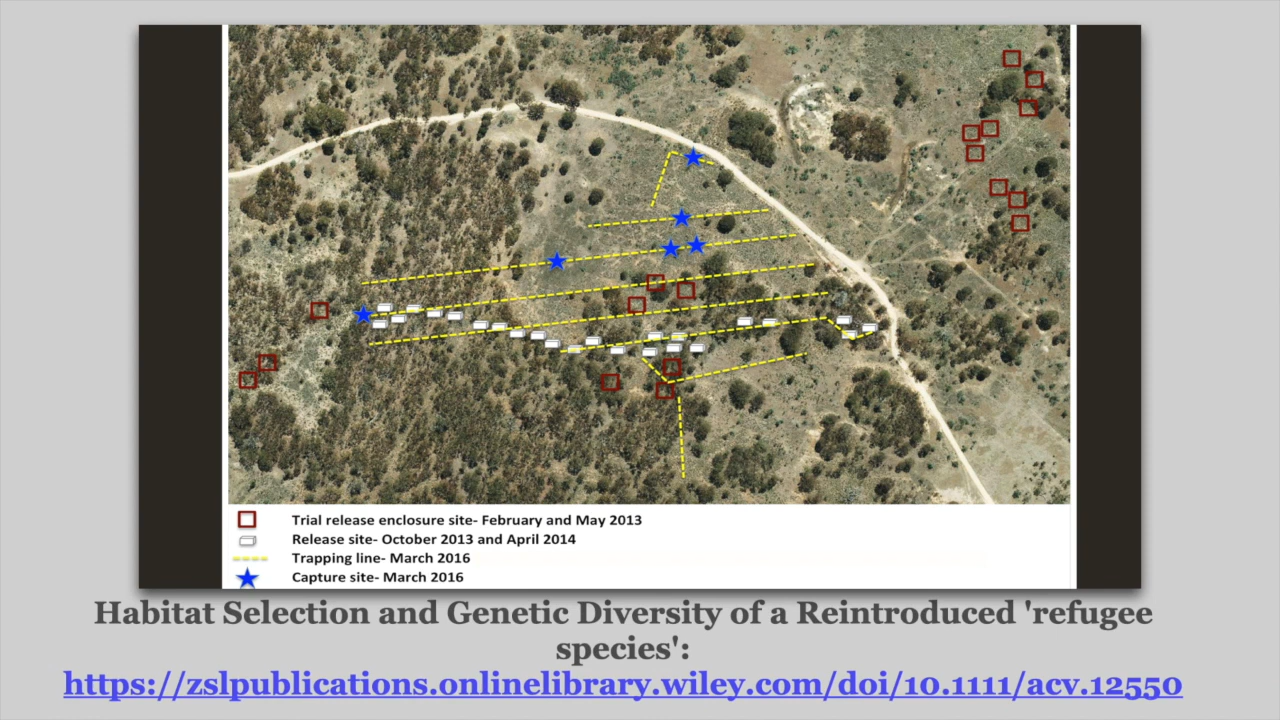 Trial release enclosure site- February and May 2013
Release site- October 2013 and April 2014
Trapping line- March 2016
Capture site- March 2016
Habitat Selection and Genetic Diversity of a Reintroduced 'refugee
species':
https://zslpublications.onlinelibrary.wiley.com/doi/10.1111/acv.12550